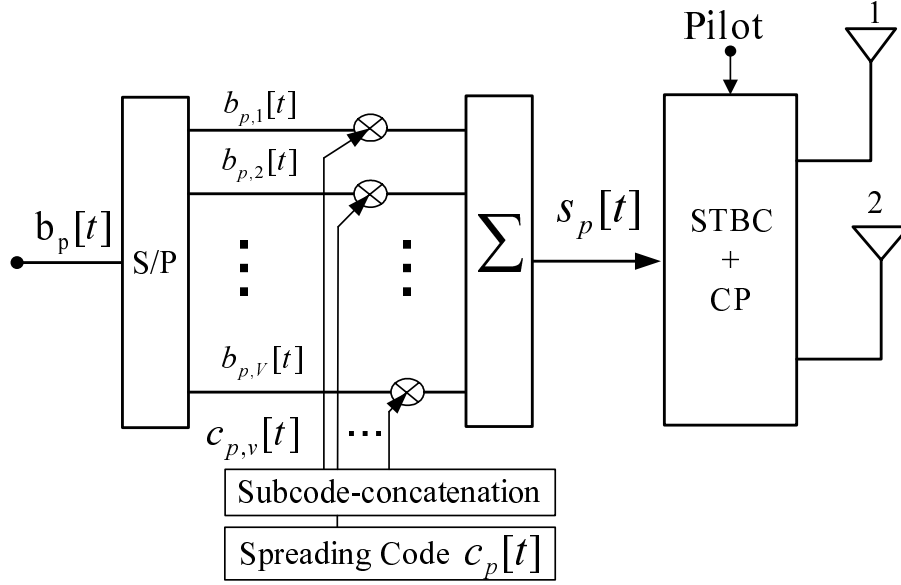 Pilot
1
b_{p,1}[t]
b_{p,2}[t]
2
b_p[t]
S/P
Σ
s_p[t]
STBC
+
CP
b_{p,V}[t]
c_{p,v}[t]
...
Subcode-concatenation
Spreading Code c_p[t]